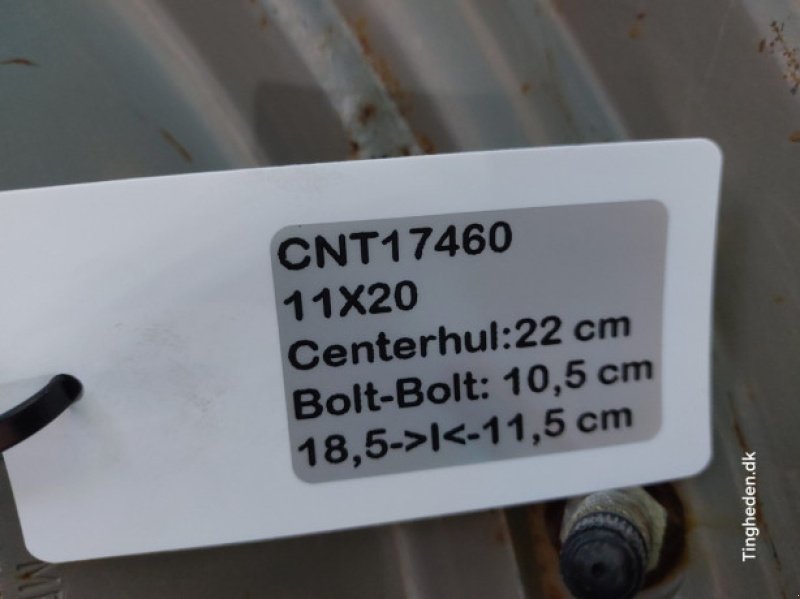 CNT17460
11X20
Centerhul:22 cm
Bolt-Bolt: 10,5 cm
18,5->|<-11,5 cm
Tingheden.dk